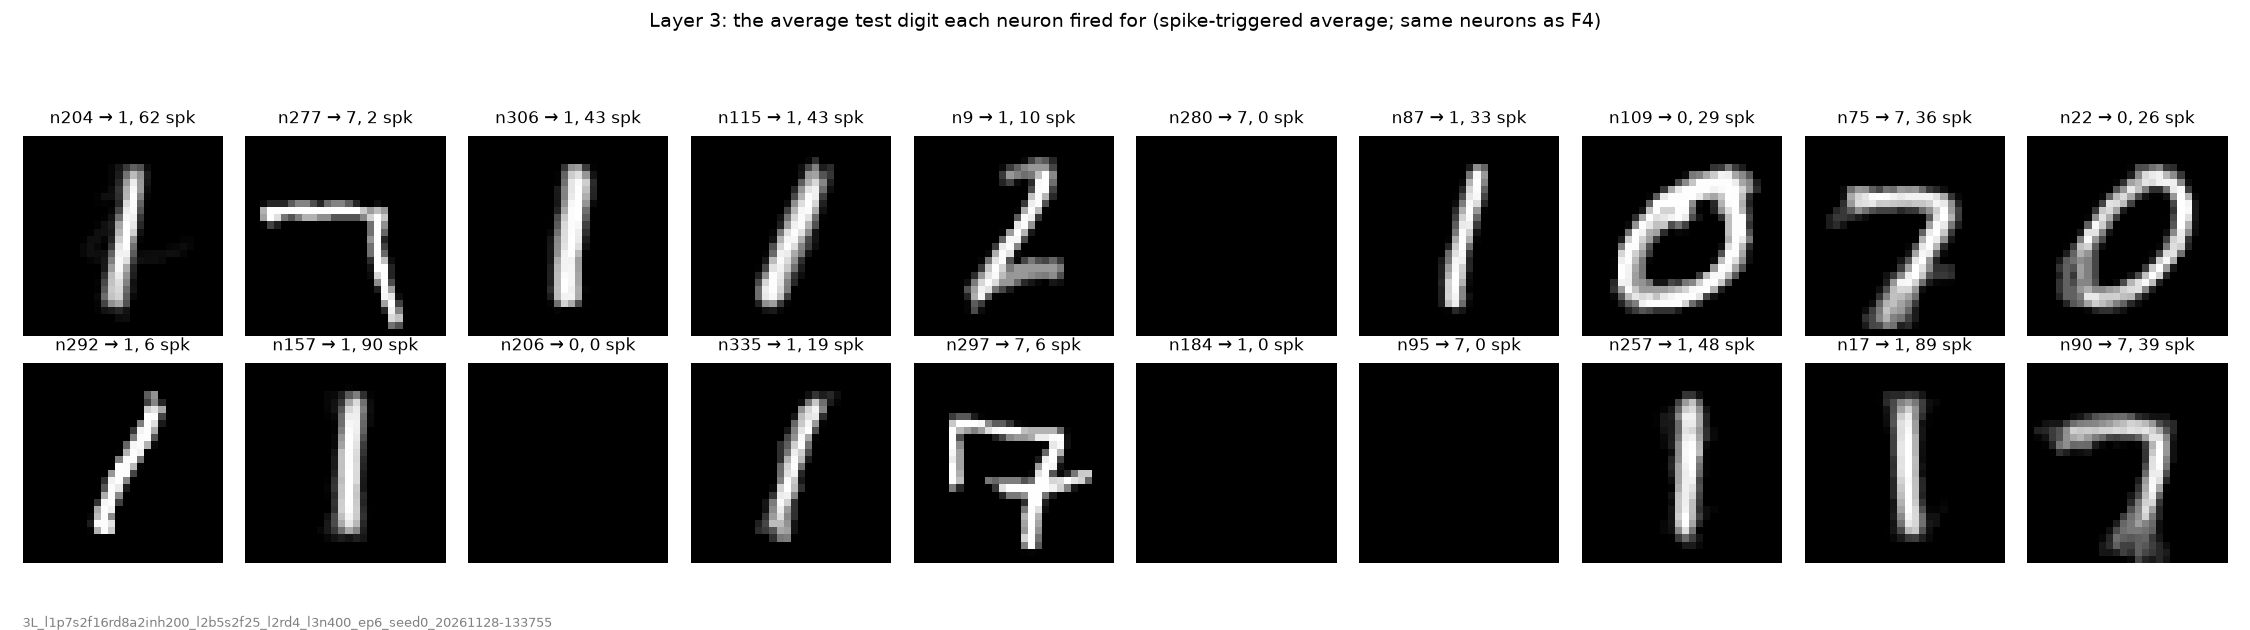 Layer 3: the average test digit each neuron fired for (spike-triggered average; same neurons as F4)
n204 → 1, 62 spk
n277 → 7, 2 spk
n306 → 1, 43 spk
n115 → 1, 43 spk
n9 → 1, 10 spk
n280 → 7, 0 spk
n87 → 1, 33 spk
n109 → 0, 29 spk
n75 → 7, 36 spk
n22 → 0, 26 spk
n292 → 1, 6 spk
n157 → 1, 90 spk
n206 → 0, 0 spk
n335 → 1, 19 spk
n297 → 7, 6 spk
n184 → 1, 0 spk
n95 → 7, 0 spk
n257 → 1, 48 spk
n17 → 1, 89 spk
n90 → 7, 39 spk
3L_l1p7s2f16rd8a2inh200_l2b5s2f25_l2rd4_l3n400_ep6_seed0_20261128-133755